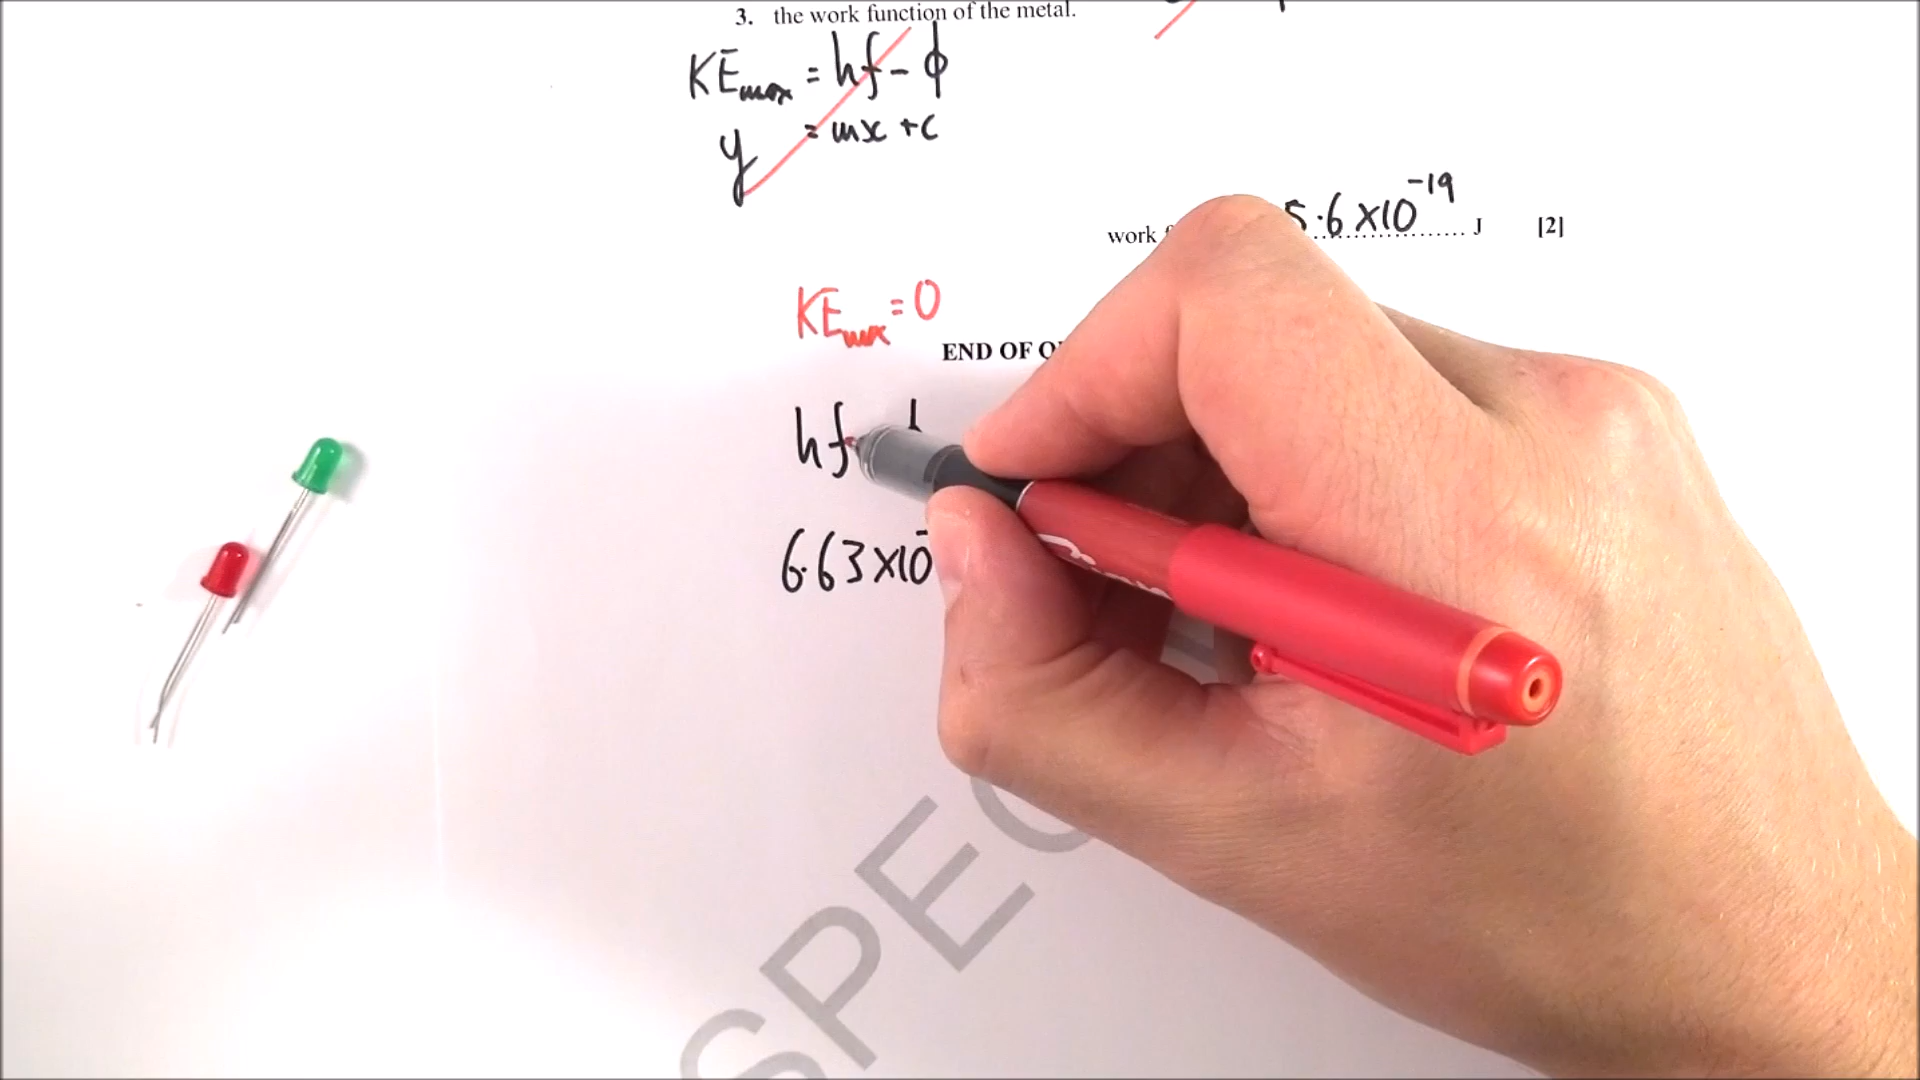 3. the work function of the metal.
KEmax = hf - ϕ
y = mx + c
work 5.6 x10⁻¹⁹ J [2]
KEmax = 0
END OF
hf
6.63 x10⁻
SPEC